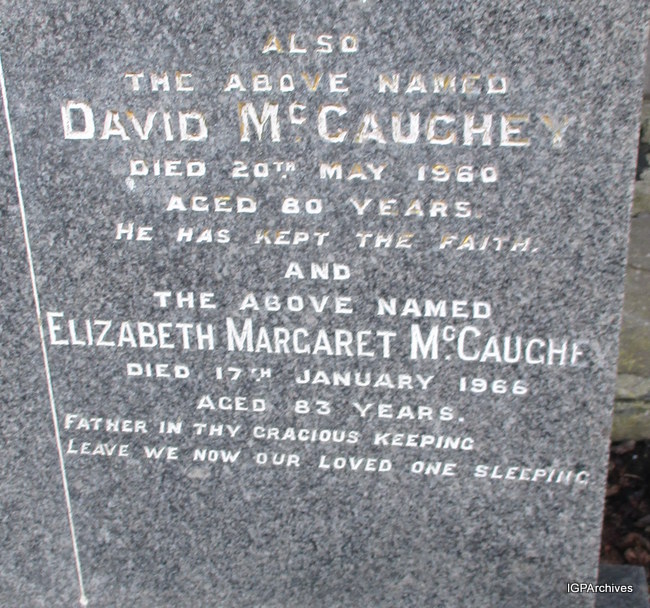 ALSO
THE ABOVE NAMED
DAVID McCAUGHEY
DIED 20TH MAY 1960
AGED 80 YEARS.
HE HAS KEPT THE FAITH.
AND
THE ABOVE NAMED
ELIZABETH MARGARET McCAUGHEY
DIED 17TH JANUARY 1966
AGED 83 YEARS.
FATHER IN THY GRACIOUS KEEPING
LEAVE WE NOW OUR LOVED ONE SLEEPING
IGPArchives